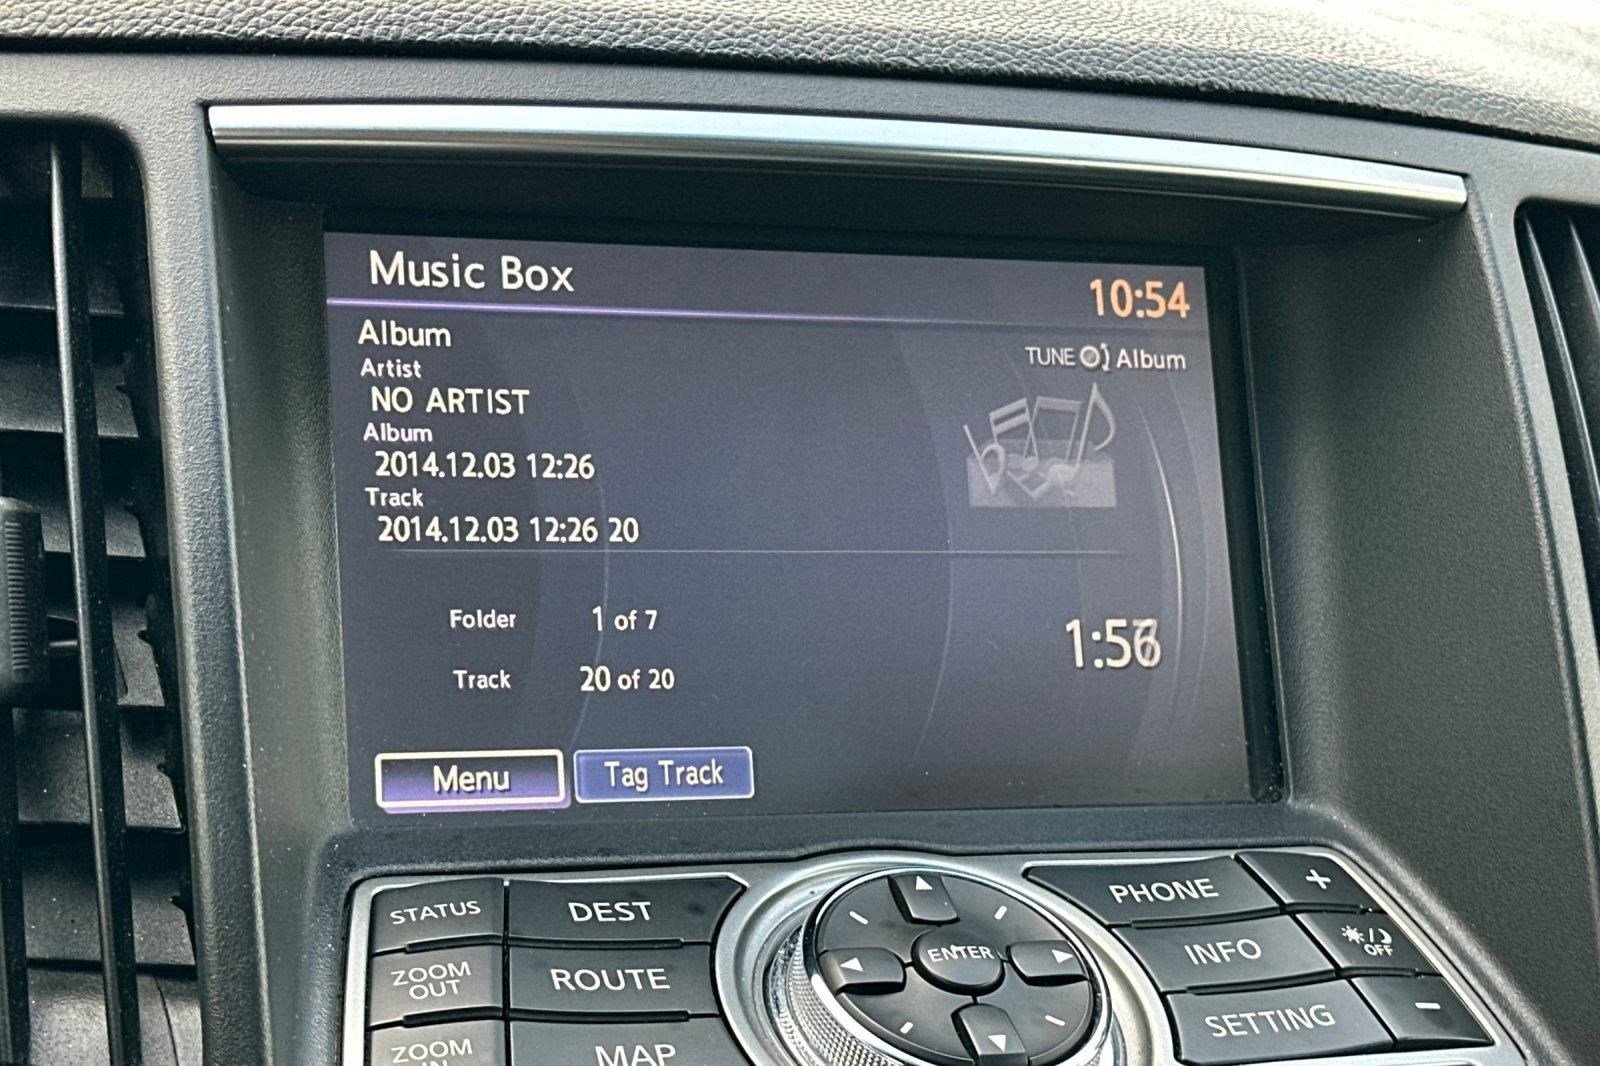 Music Box
10:54
Album
TUNE Album
Artist
NO ARTIST
Album
2014.12.03 12:26
Track
2014.12.03 12:26 20
Folder 1 of 7
Track 20 of 20
Menu
Tag Track
STATUS
DEST
ENTER
PHONE
+
ZOOM
OUT
ROUTE
INFO
OFF
ZOOM
IN
MAP
SETTING
-